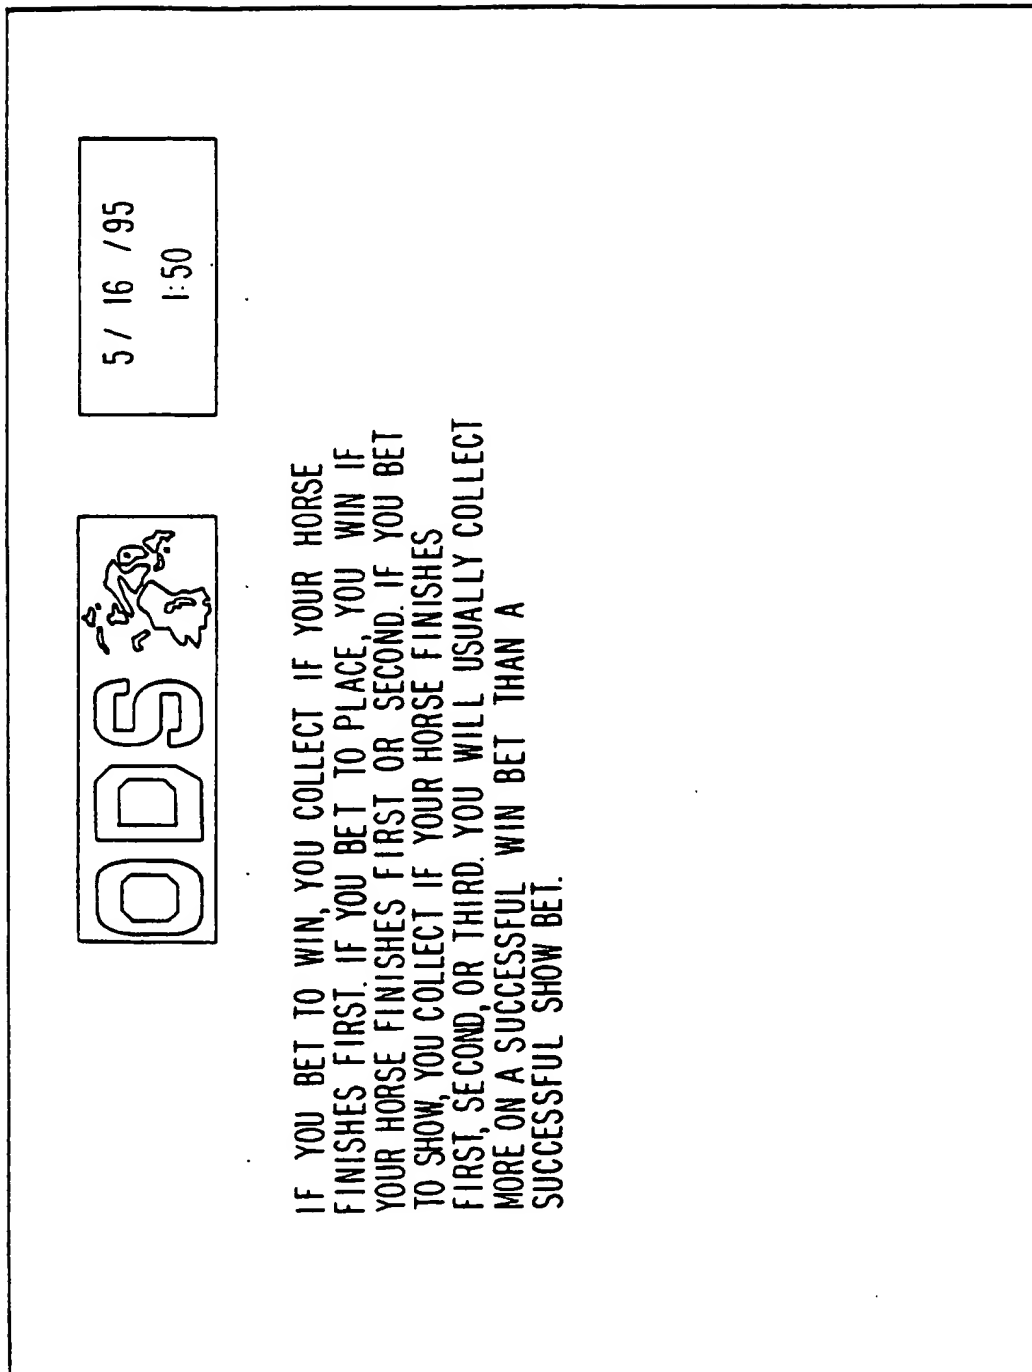 ODS
5/ 16 /95
1:50
IF YOU BET TO WIN, YOU COLLECT IF YOUR HORSE
FINISHES FIRST. IF YOU BET TO PLACE, YOU WIN IF
YOUR HORSE FINISHES FIRST OR SECOND. IF YOU BET
TO SHOW, YOU COLLECT IF YOUR HORSE FINISHES
FIRST, SECOND, OR THIRD. YOU WILL USUALLY COLLECT
MORE ON A SUCCESSFUL WIN BET THAN A
SUCCESSFUL SHOW BET.